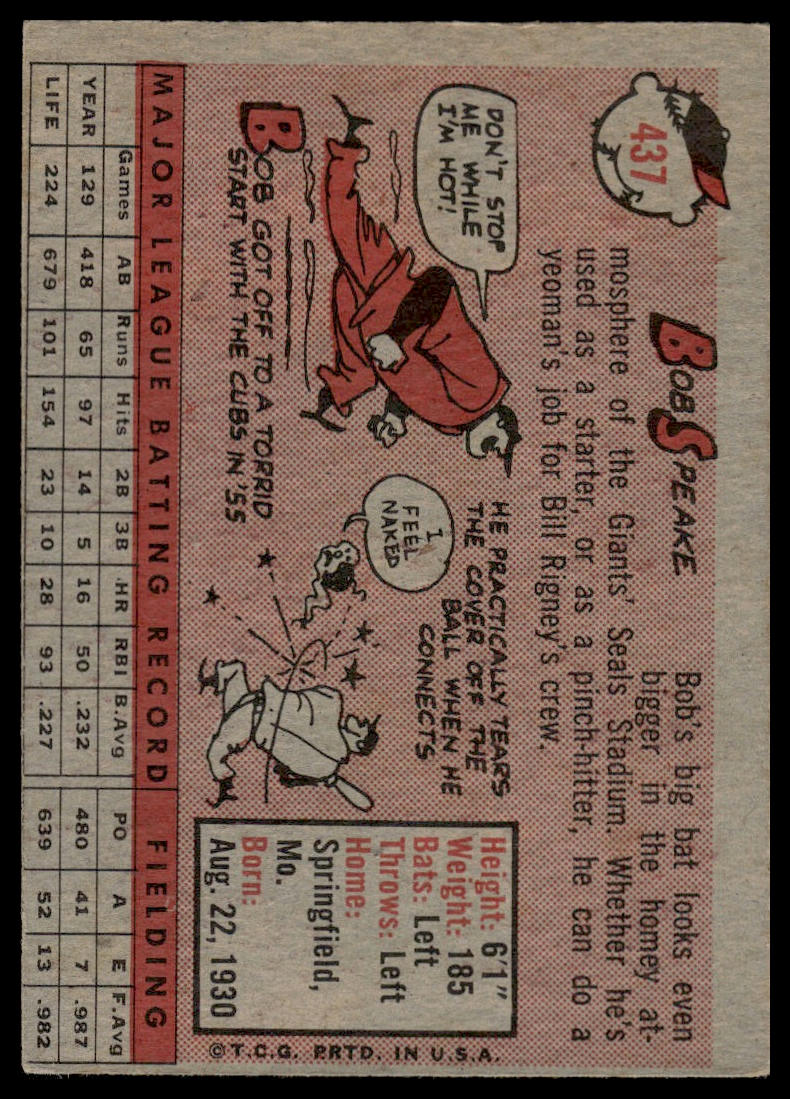 437
BOB SPEAKE
Bob's big bat looks even
bigger in the homey at-
mosphere of the Giants' Seals Stadium. Whether he's
used as a starter, or as a pinch-hitter, he can do a
yeoman's job for Bill Rigney's crew.
DON'T STOP
ME WHILE
I'M HOT!
BOB GOT OFF TO A TORRID
START WITH THE CUBS IN '55
HE PRACTICALLY TEARS
THE COVER OFF THE
BALL WHEN HE
CONNECTS
I
FEEL
NAKED
Height: 6'1"
Weight: 185
Bats: Left
Throws: Left
Home:
Springfield,
Mo.
Born:
Aug. 22, 1930
© T.C.G. PRTD. IN U.S.A.
MAJOR LEAGUE BATTING RECORD FIELDING
Games AB Runs Hits 2B 3B HR RBI B.Avg PO A E F.Avg
YEAR 129 418 65 97 14 5 16 50 .232 480 41 7 .987
LIFE 224 679 101 154 23 10 28 93 .227 639 52 13 .982